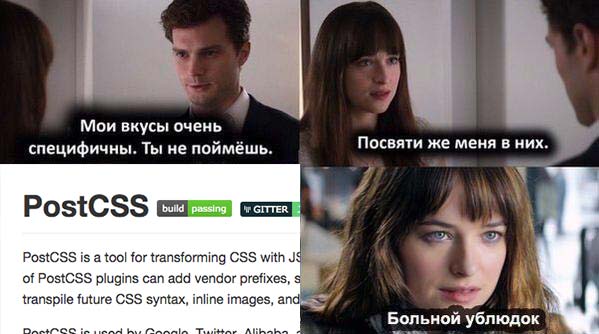 Мои вкусы очень
специфичны. Ты не поймёшь.
Посвяти же меня в них.
PostCSS build passing GITTER
PostCSS is a tool for transforming CSS with JS
of PostCSS plugins can add vendor prefixes, s
transpile future CSS syntax, inline images, and
PostCSS is used by Google, Twitter, Alibaba, a
Больной ублюдок